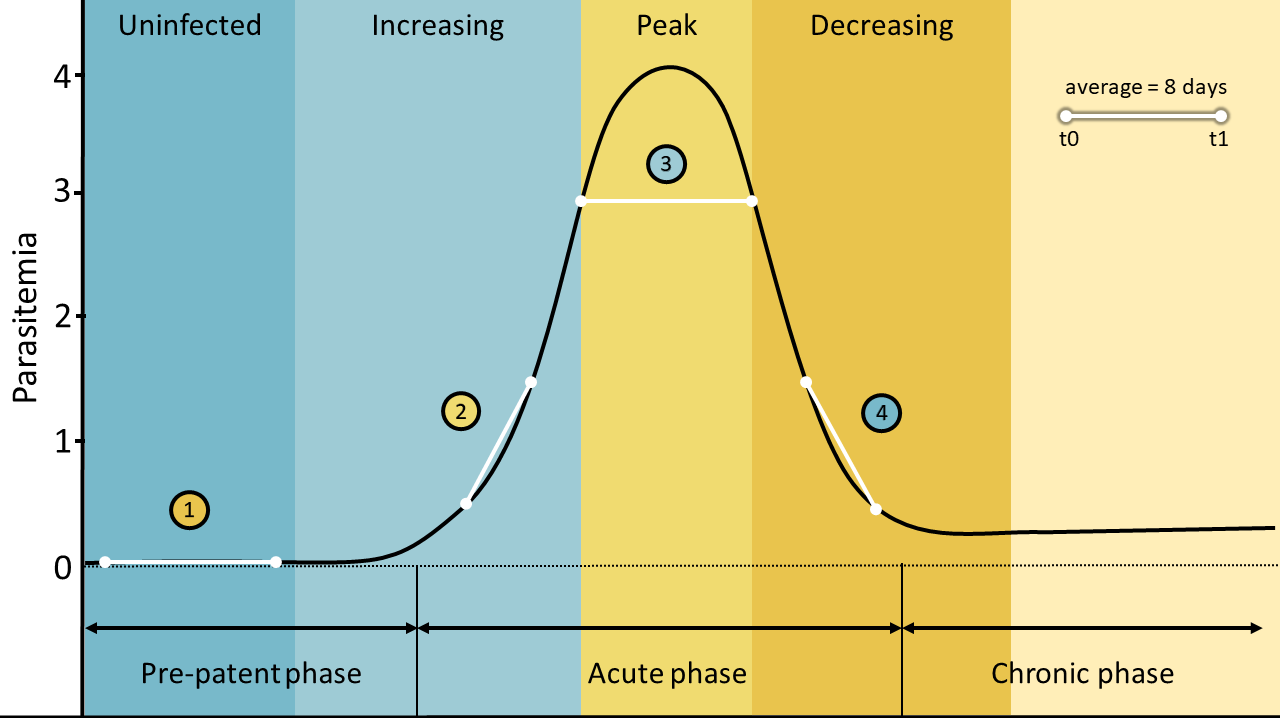 Uninfected
Increasing
Peak
Decreasing
average = 8 days
t0
t1
Parasitemia
4
3
2
1
0
1
2
3
4
Pre-patent phase
Acute phase
Chronic phase